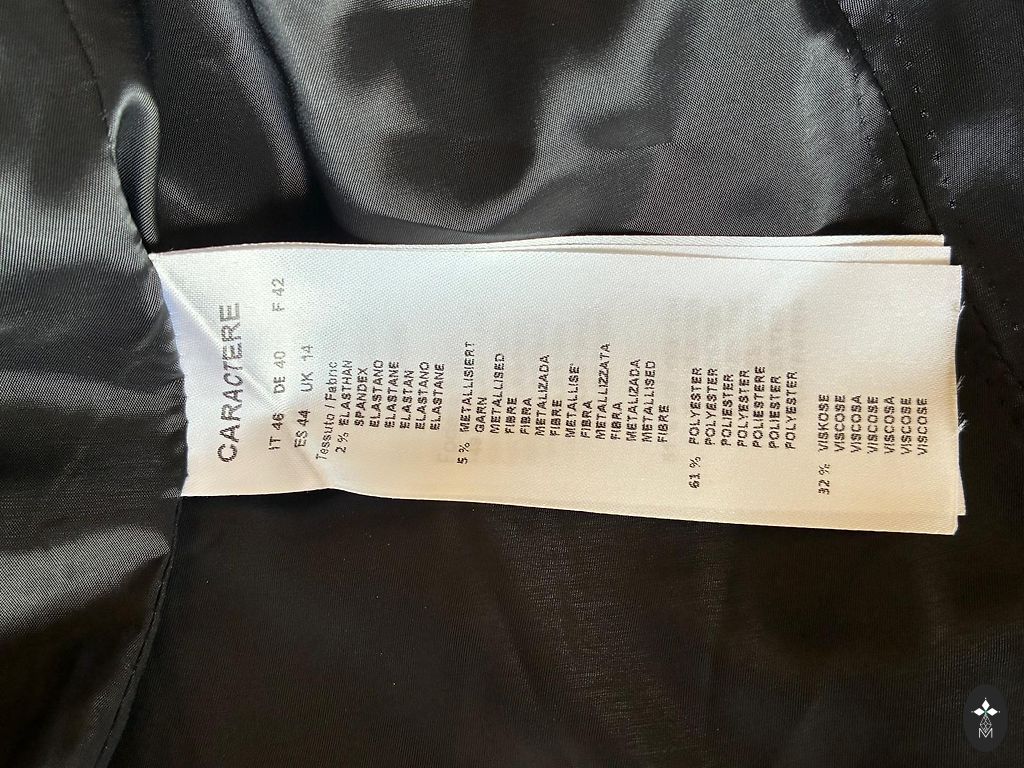 CARACTERE
IT 46 DE 40 F 42
ES 44 UK 14
Tessuto / Fabric
2 % ELASTHAN
SPANDEX
ELASTANO
ELASTANE
ELASTAN
ELASTANO
ELASTANE
5 % METALLISIERT
GARN
METALLISED
FIBRE
FIBRA
METALIZADA
FIBRE
METALLISE'
FIBRA
METALLIZZATA
FIBRA
METALIZADA
METALLISED
FIBRE
61 % POLYESTER
POLYESTER
POLIESTER
POLYESTER
POLIESTERE
POLIESTER
POLYESTER
32 % VISKOSE
VISCOSE
VISCOSA
VISCOSE
VISCOSA
VISCOSE
VISCOSE
M